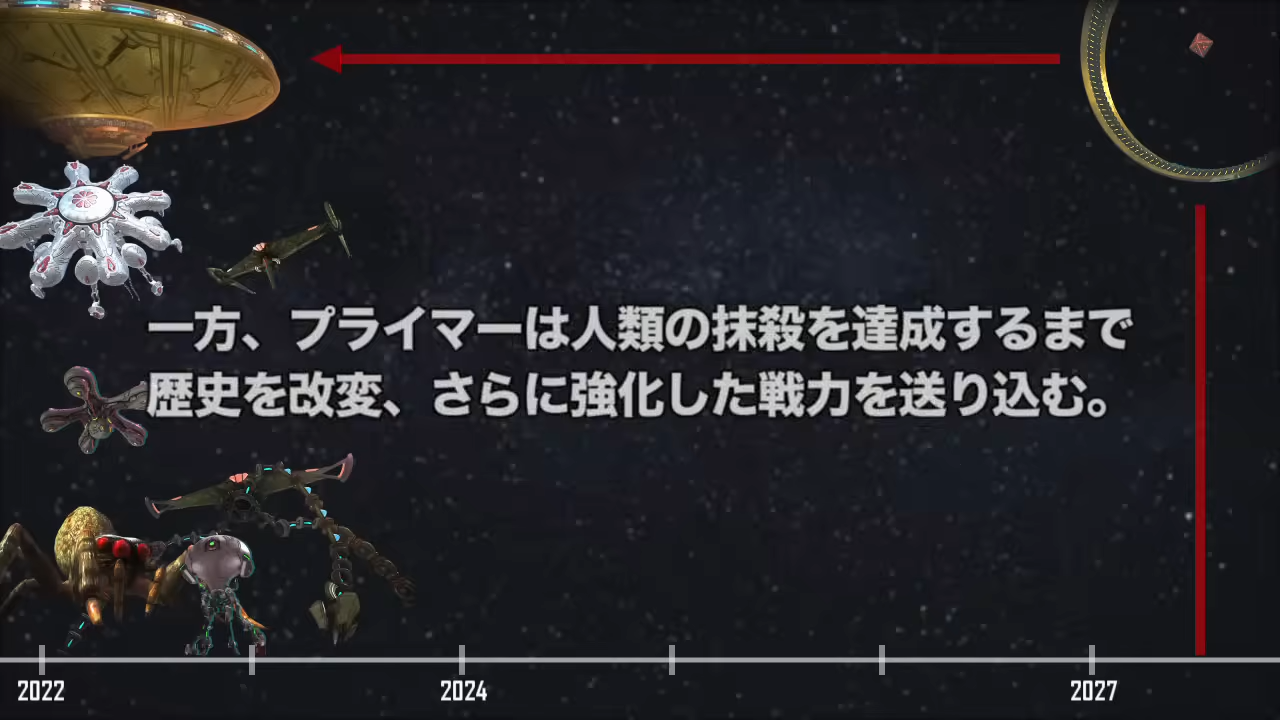 一方、プライマーは人類の抹殺を達成するまで
歴史を改変、さらに強化した戦力を送り込む。
2022 2024 2027